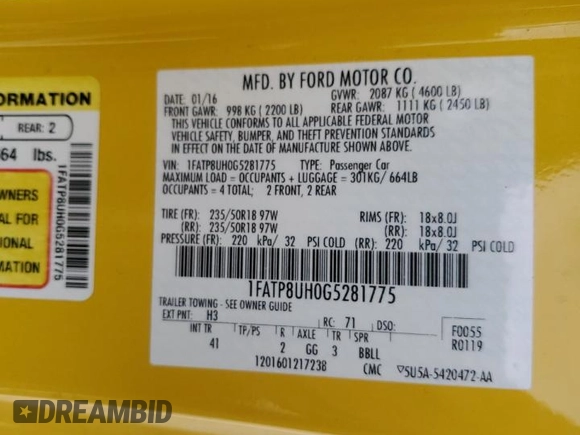 ORMATION
REAR: 2
64 lbs.
WNERS
AL FOR
IONAL
MATION
1FATP8UH0G5281775
MFD. BY FORD MOTOR CO.
DATE: 01/16 GVWR: 2087 KG ( 4600 LB)
FRONT GAWR: 998 KG ( 2200 LB) REAR GAWR: 1111 KG ( 2450 LB)
THIS VEHICLE CONFORMS TO ALL APPLICABLE FEDERAL MOTOR
VEHICLE SAFETY, BUMPER, AND THEFT PREVENTION STANDARDS
IN EFFECT ON THE DATE OF MANUFACTURE SHOWN ABOVE.
VIN: 1FATP8UH0G5281775 TYPE: Passenger Car
MAXIMUM LOAD = OCCUPANTS + LUGGAGE = 301KG/ 664LB
OCCUPANTS = 4 TOTAL; 2 FRONT, 2 REAR
TIRE (FR): 235/50R18 97W RIMS (FR): 18x8.0J
(RR): 235/50R18 97W (RR): 18x8.0J
PRESSURE (FR): 220 kPa/ 32 PSI COLD (RR): 220 kPa/ 32 PSI COLD
1FATP8UH0G5281775
TRAILER TOWING - SEE OWNER GUIDE
EXT PNT: H3 RC: 71 DSO: F0055
INT TR TP/PS R AXLE TR SPR R0119
41 2 GG 3 BBLL
1201601217238 CMC 5U5A-5420472-AA
DREAMBID